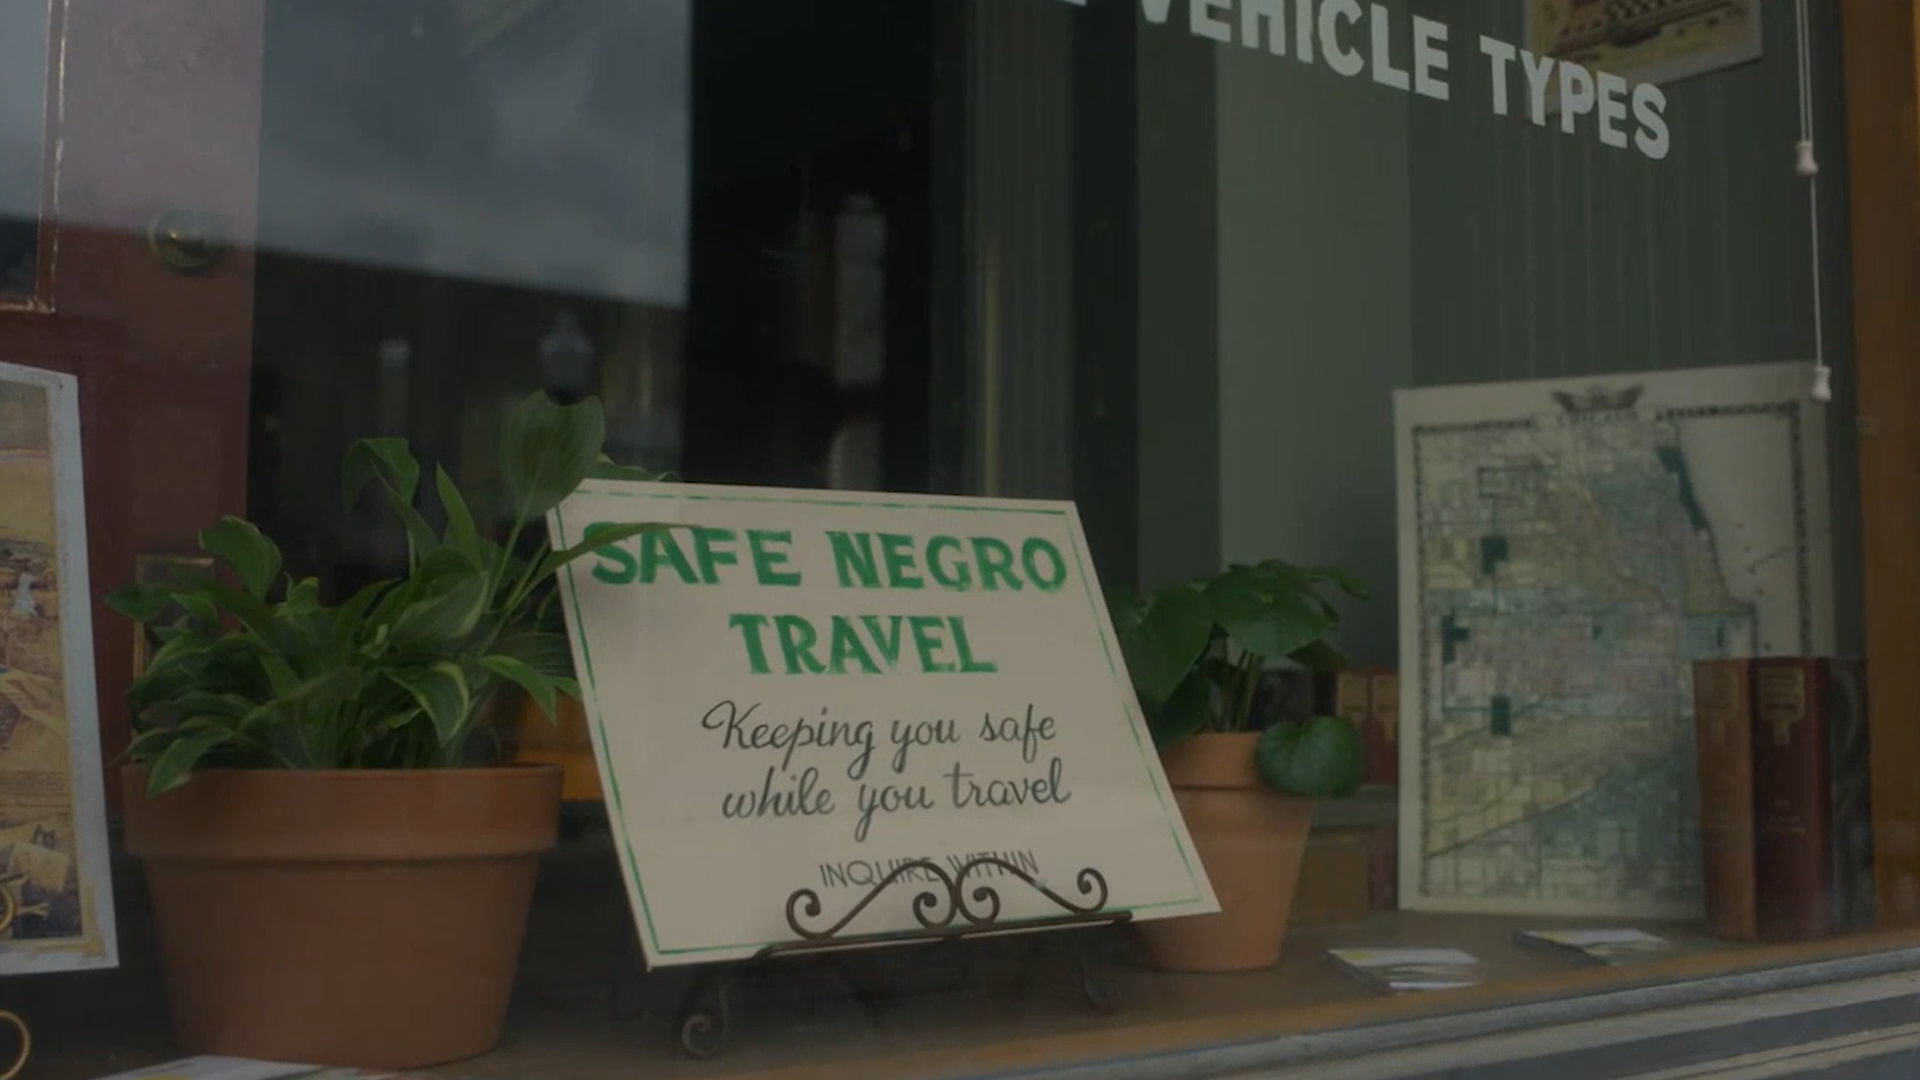 VEHICLE TYPES
SAFE NEGRO
TRAVEL
Keeping you safe
while you travel
INQUIRE WITHIN